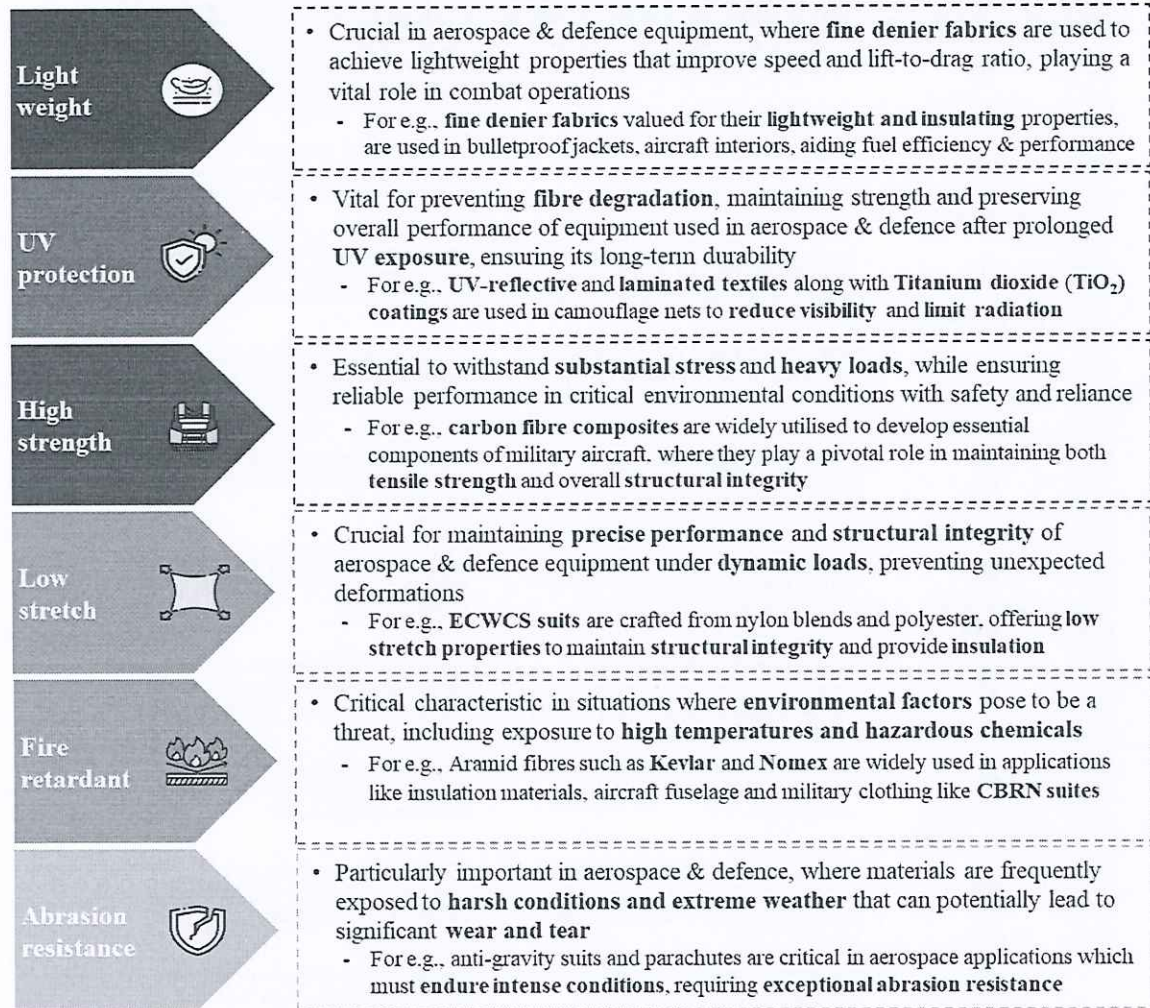 Light
weight
• Crucial in aerospace & defence equipment, where fine denier fabrics are used to
achieve lightweight properties that improve speed and lift-to-drag ratio, playing a
vital role in combat operations
- For e.g., fine denier fabrics valued for their lightweight and insulating properties,
are used in bulletproof jackets, aircraft interiors, aiding fuel efficiency & performance
UV
protection
• Vital for preventing fibre degradation, maintaining strength and preserving
overall performance of equipment used in aerospace & defence after prolonged
UV exposure, ensuring its long-term durability
- For e.g., UV-reflective and laminated textiles along with Titanium dioxide (TiO₂)
coatings are used in camouflage nets to reduce visibility and limit radiation
High
strength
• Essential to withstand substantial stress and heavy loads, while ensuring
reliable performance in critical environmental conditions with safety and reliance
- For e.g., carbon fibre composites are widely utilised to develop essential
components of military aircraft, where they play a pivotal role in maintaining both
tensile strength and overall structural integrity
Low
stretch
• Crucial for maintaining precise performance and structural integrity of
aerospace & defence equipment under dynamic loads, preventing unexpected
deformations
- For e.g., ECWCS suits are crafted from nylon blends and polyester, offering low
stretch properties to maintain structural integrity and provide insulation
Fire
retardant
• Critical characteristic in situations where environmental factors pose to be a
threat, including exposure to high temperatures and hazardous chemicals
- For e.g., Aramid fibres such as Kevlar and Nomex are widely used in applications
like insulation materials, aircraft fuselage and military clothing like CBRN suites
Abrasion
resistance
• Particularly important in aerospace & defence, where materials are frequently
exposed to harsh conditions and extreme weather that can potentially lead to
significant wear and tear
- For e.g., anti-gravity suits and parachutes are critical in aerospace applications which
must endure intense conditions, requiring exceptional abrasion resistance